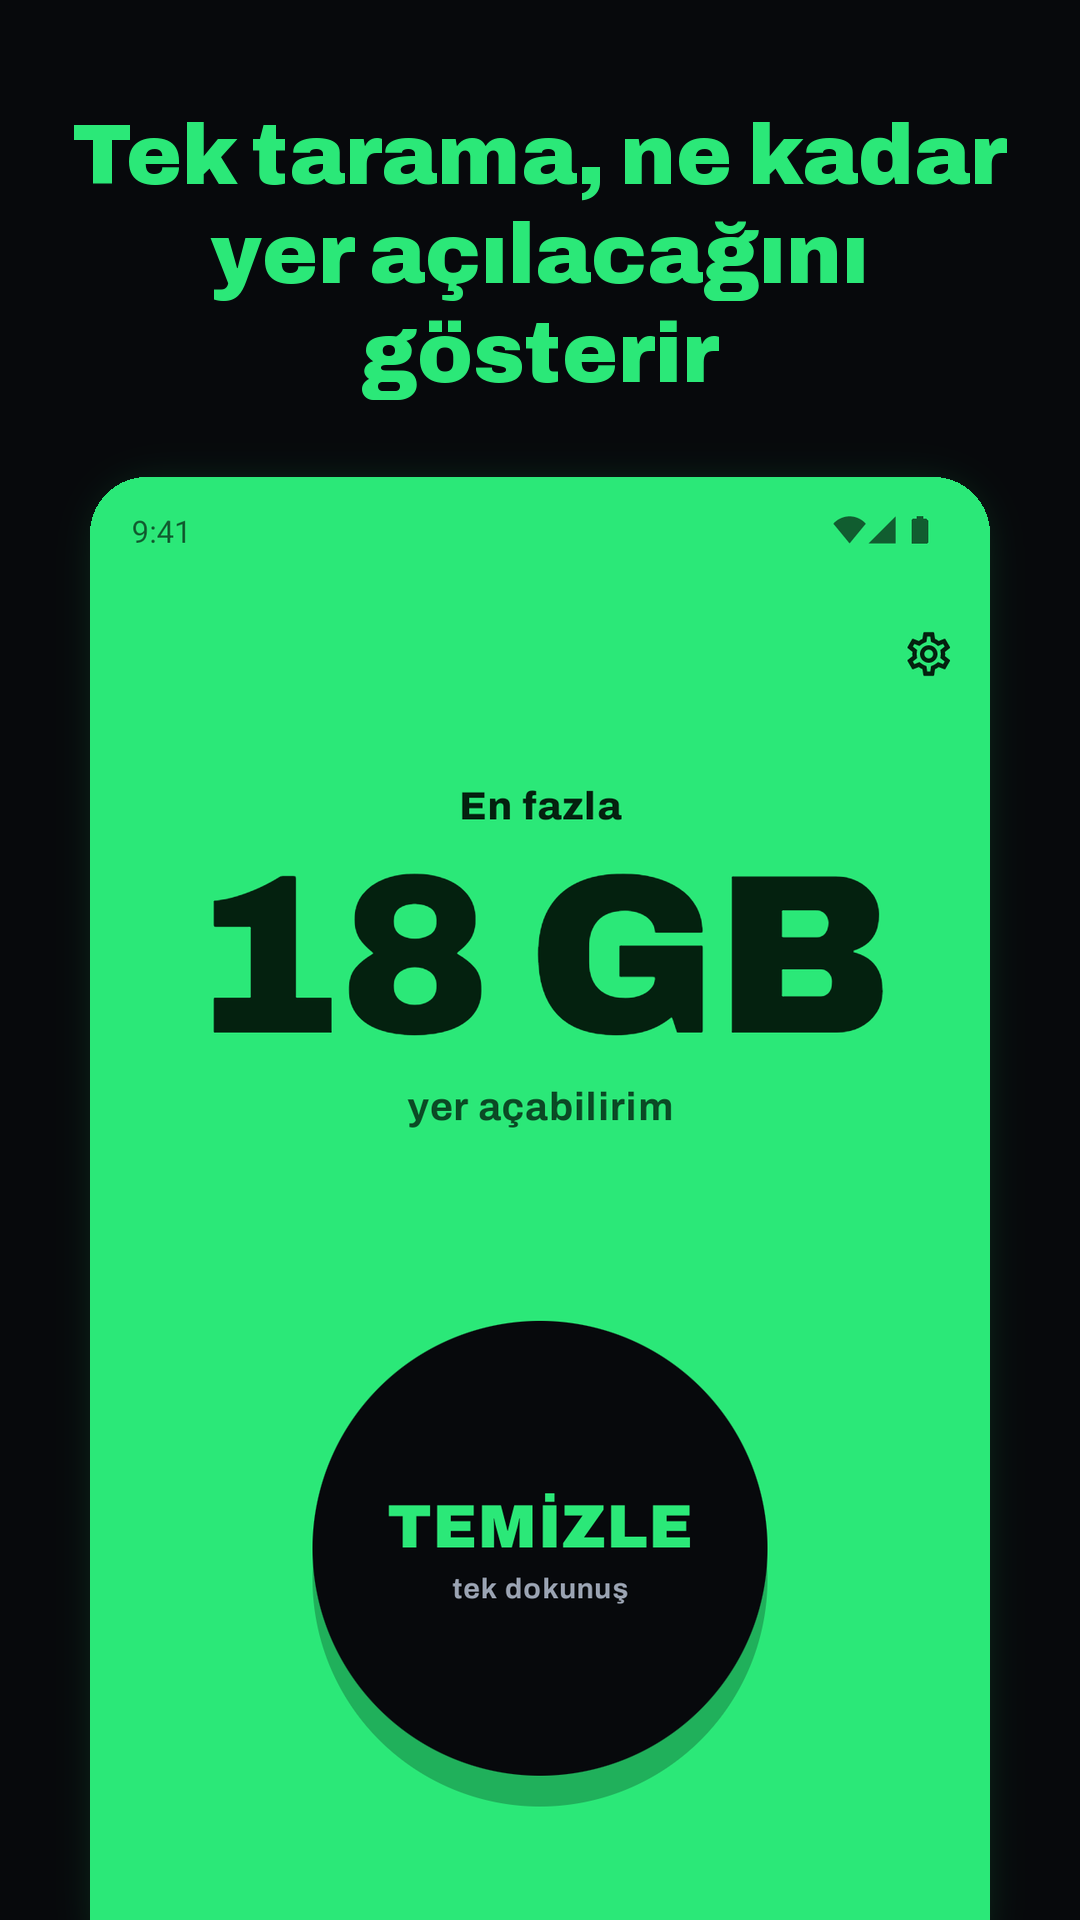 Tek tarama, ne kadar
yer açılacağını
gösterir
9:41
En fazla
18 GB
yer açabilirim
TEMİZLE
tek dokunuş